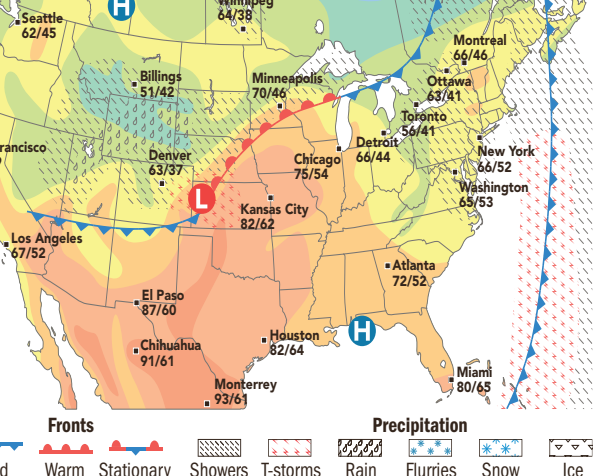 Winnipeg
64/38
H
Seattle
62/45
Montreal
66/46
Billings
51/42
Minneapolis
70/46
Ottawa
63/41
Toronto
56/41
rancisco
Denver
63/37
Chicago
75/54
Detroit
66/44
New York
66/52
Washington
65/53
L
Kansas City
82/62
Los Angeles
67/52
Atlanta
72/52
El Paso
87/60
H
Houston
82/64
Chihuahua
91/61
Miami
80/65
Monterrey
93/61
Fronts
Precipitation
d Warm Stationary Showers T-storms Rain Flurries Snow Ice